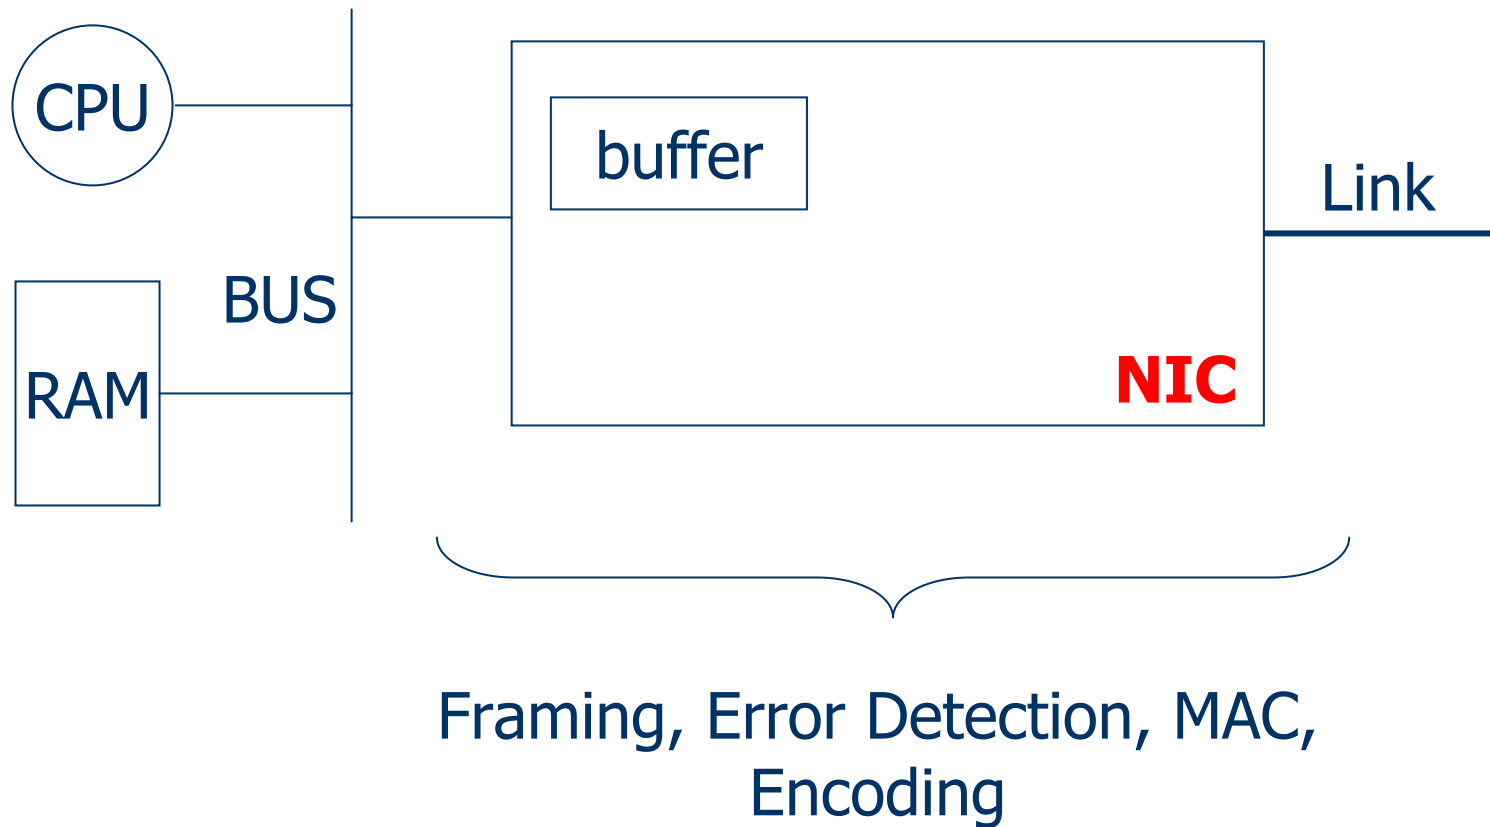 CPU
buffer
Link
BUS
RAM
NIC
Framing, Error Detection, MAC,
Encoding